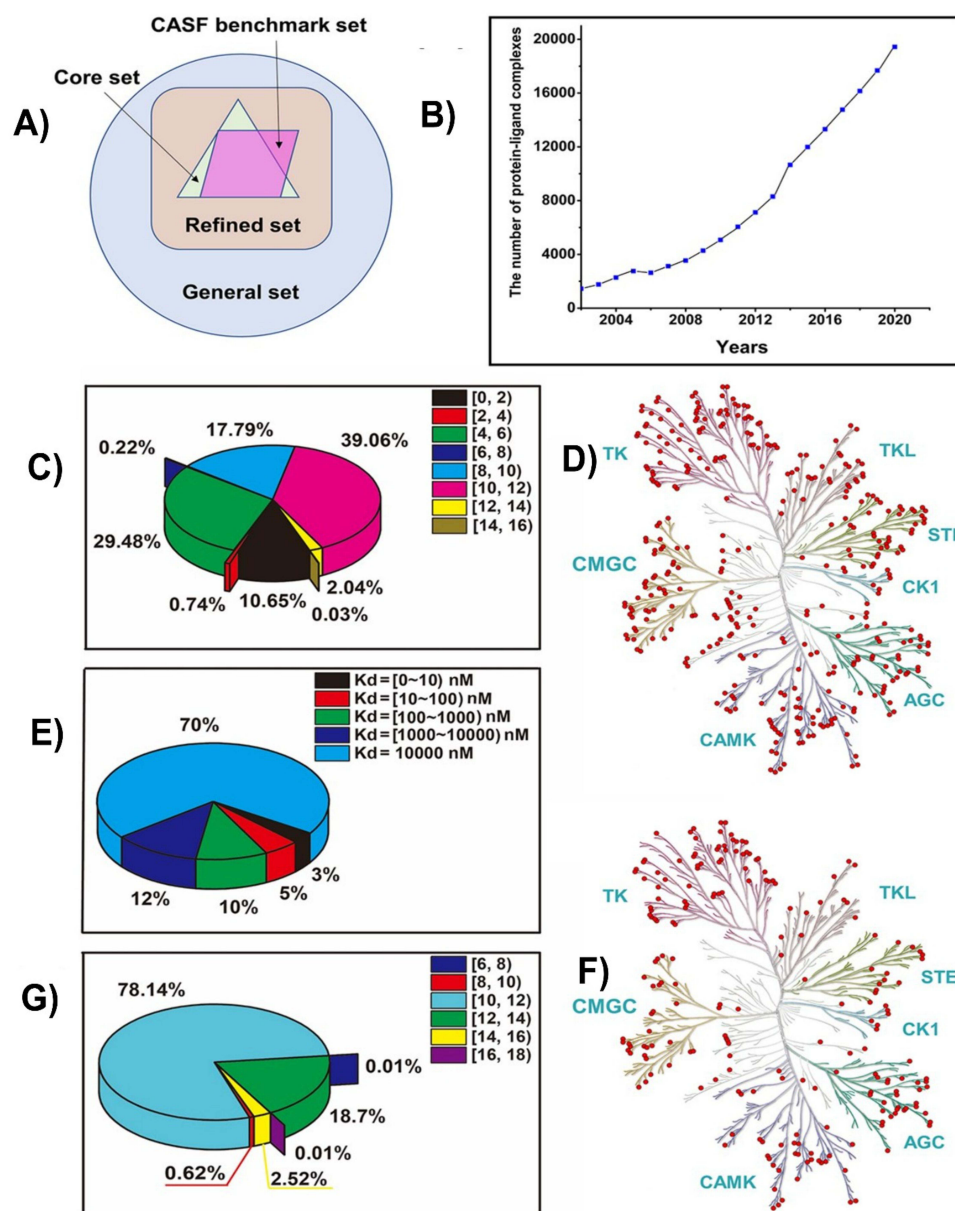 CASF benchmark set
Core set
A)
Refined set
General set
B)
The number of protein-ligand complexes
20000
16000
12000
8000
4000
0
2004 2008 2012 2016 2020
Years
C)
[0, 2)
[2, 4)
[4, 6)
[6, 8)
[8, 10)
[10, 12)
[12, 14)
[14, 16)
0.22%
17.79%
39.06%
29.48%
0.74%
10.65%
2.04%
0.03%
D)
TK
TKL
STE
CMGC
CK1
AGC
CAMK
E)
Kd=[0~10) nM
Kd=[10~100) nM
Kd=[100~1000) nM
Kd=[1000~10000) nM
Kd= 10000 nM
70%
12%
10%
5%
3%
F)
TK
TKL
STE
CMGC
CK1
AGC
CAMK
G)
[6, 8)
[8, 10)
[10, 12)
[12, 14)
[14, 16)
[16, 18)
78.14%
0.01%
18.7%
0.01%
0.62%
2.52%